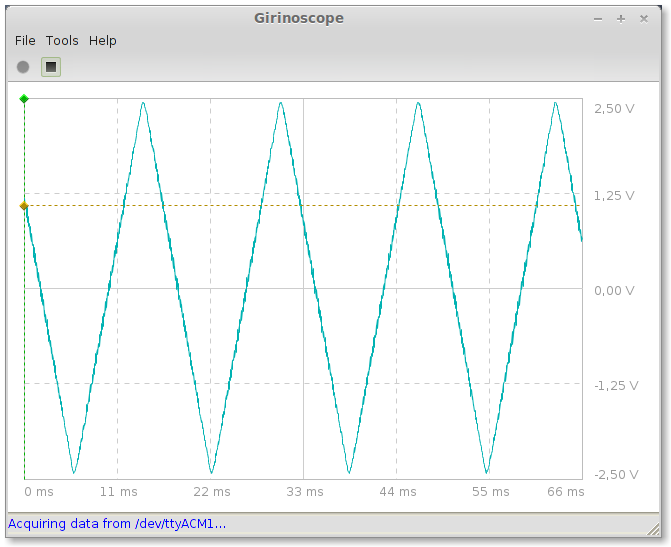 Girinoscope
File Tools Help
2,50 V
1,25 V
0,00 V
-1,25 V
-2,50 V
0 ms 11 ms 22 ms 33 ms 44 ms 55 ms 66 ms
Acquiring data from /dev/ttyACM1...